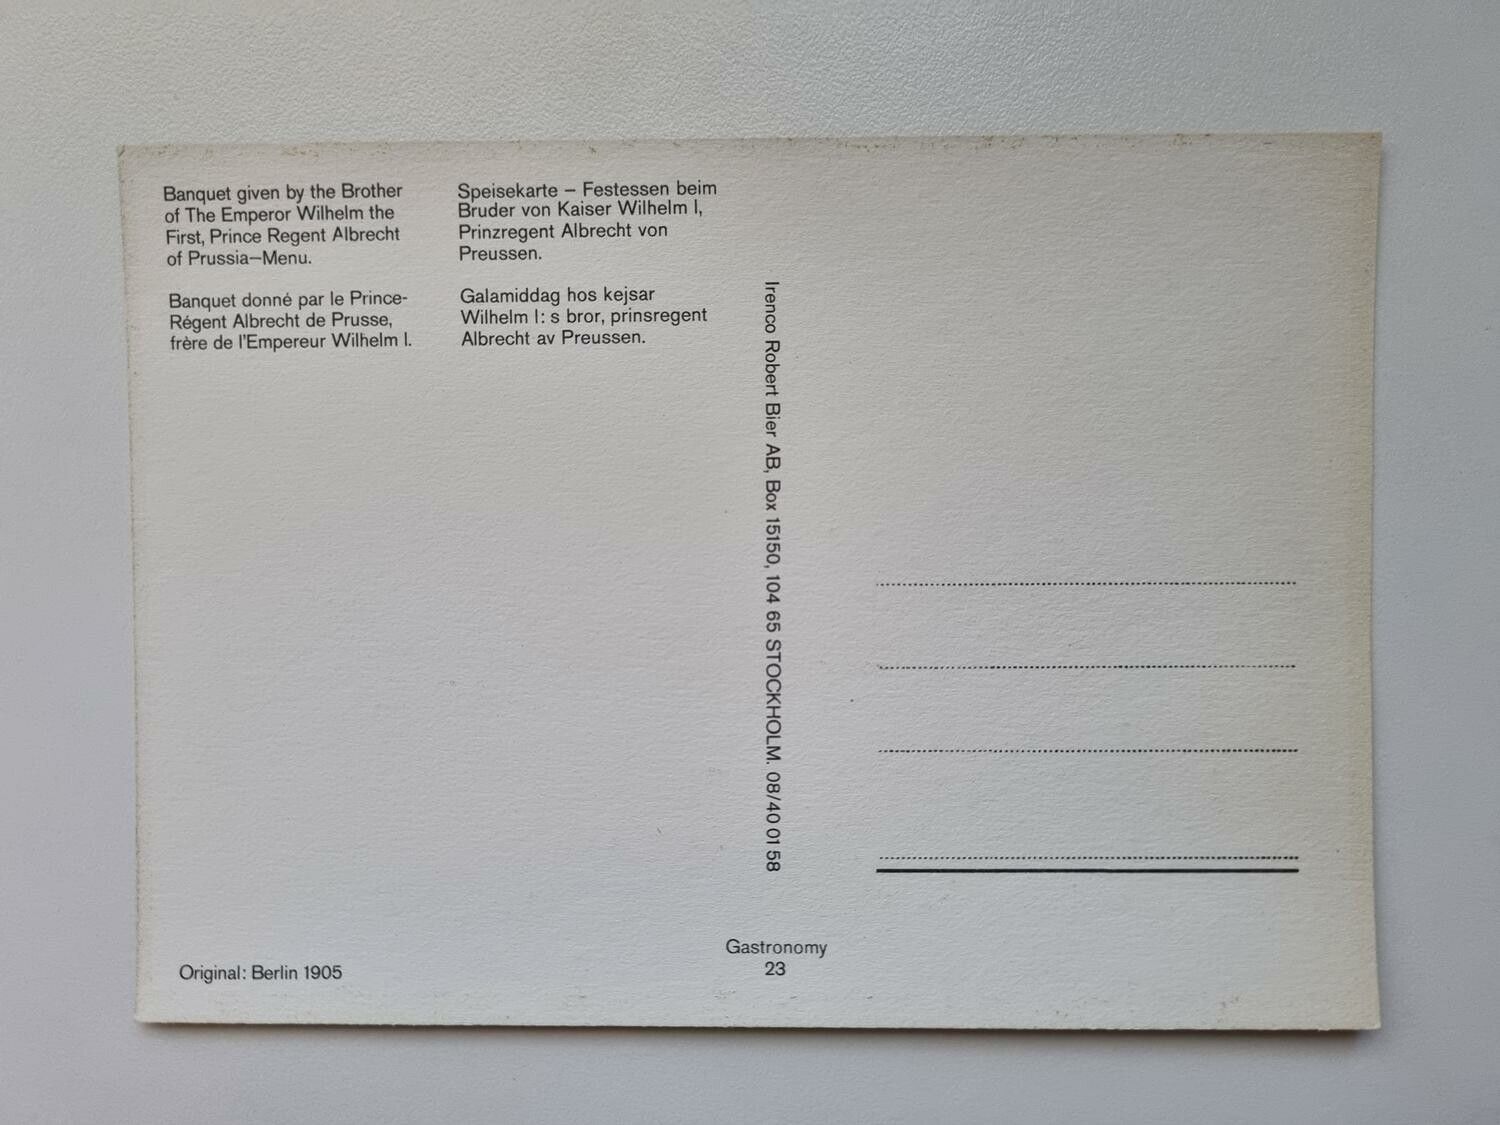 Banquet given by the Brother
of The Emperor Wilhelm the
First, Prince Regent Albrecht
of Prussia—Menu.
Banquet donné par le Prince-
Régent Albrecht de Prusse,
frère de l'Empereur Wilhelm I.
Speisekarte – Festessen beim
Bruder von Kaiser Wilhelm I,
Prinzregent Albrecht von
Preussen.
Galamiddag hos kejsar
Wilhelm I: s bror, prinsregent
Albrecht av Preussen.
Irenco Robert Bier AB, Box 15150, 104 65 STOCKHOLM. 08/40 01 58
Gastronomy
23
Original: Berlin 1905